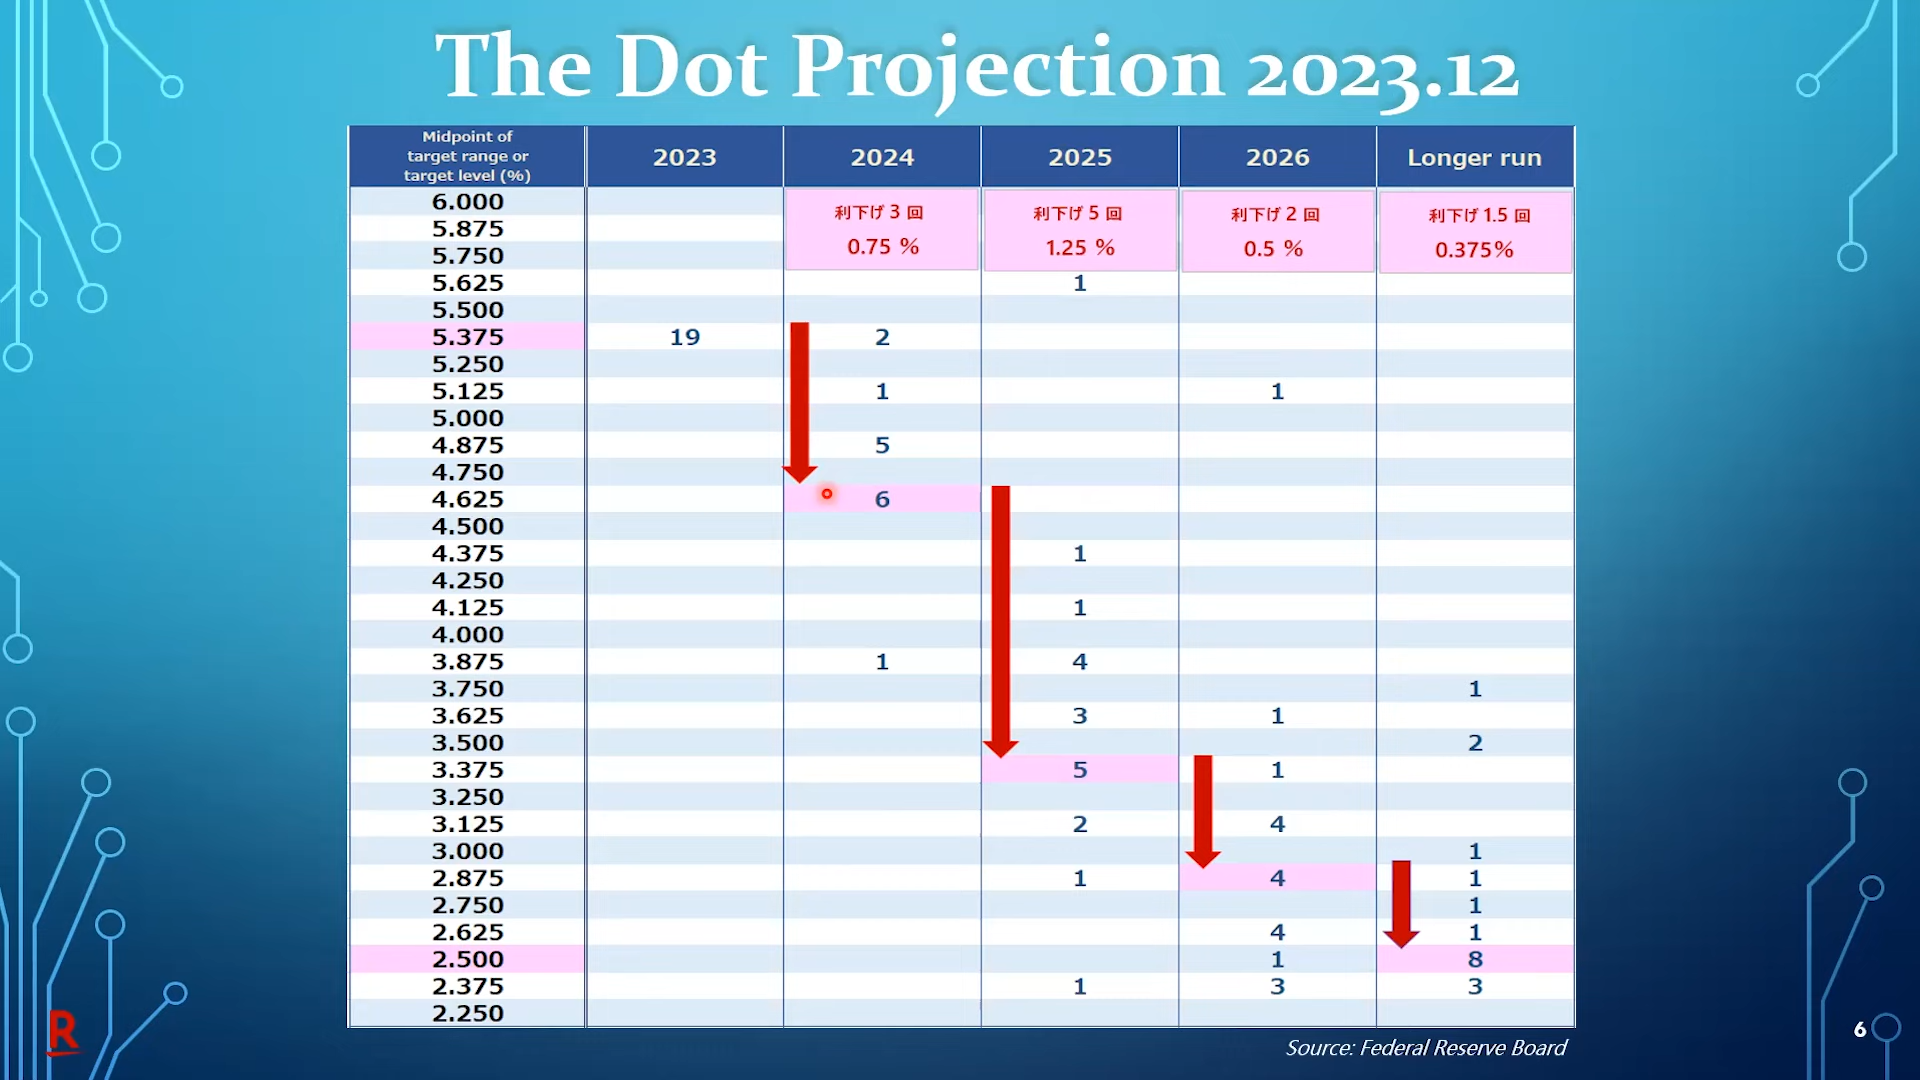 The Dot Projection 2023.12
Midpoint of
target range or
target level (%)
2023 2024 2025 2026 Longer run
利下げ 3 回
0.75 %
利下げ 5 回
1.25 %
利下げ 2 回
0.5 %
利下げ 1.5 回
0.375%
6.000
5.875
5.750
5.625 1
5.500
5.375 19 2
5.250
5.125 1 1
5.000
4.875 5
4.750
4.625 6
4.500
4.375 1
4.250
4.125 1
4.000
3.875 1 4
3.750 1
3.625 3 1
3.500 2
3.375 5 1
3.250
3.125 2 4
3.000 1
2.875 1 4 1
2.750 1
2.625 4 1
2.500 1 8
2.375 1 3 3
2.250
R
6
Source: Federal Reserve Board